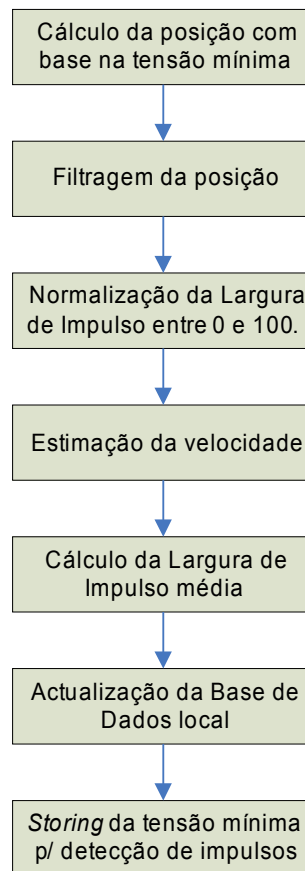 Cálculo da posição com
base na tensão mínima
Filtragem da posição
Normalização da Largura
de Impulso entre 0 e 100.
Estimação da velocidade
Cálculo da Largura de
Impulso média
Actualização da Base de
Dados local
Storing da tensão mínima
p/ detecção de impulsos